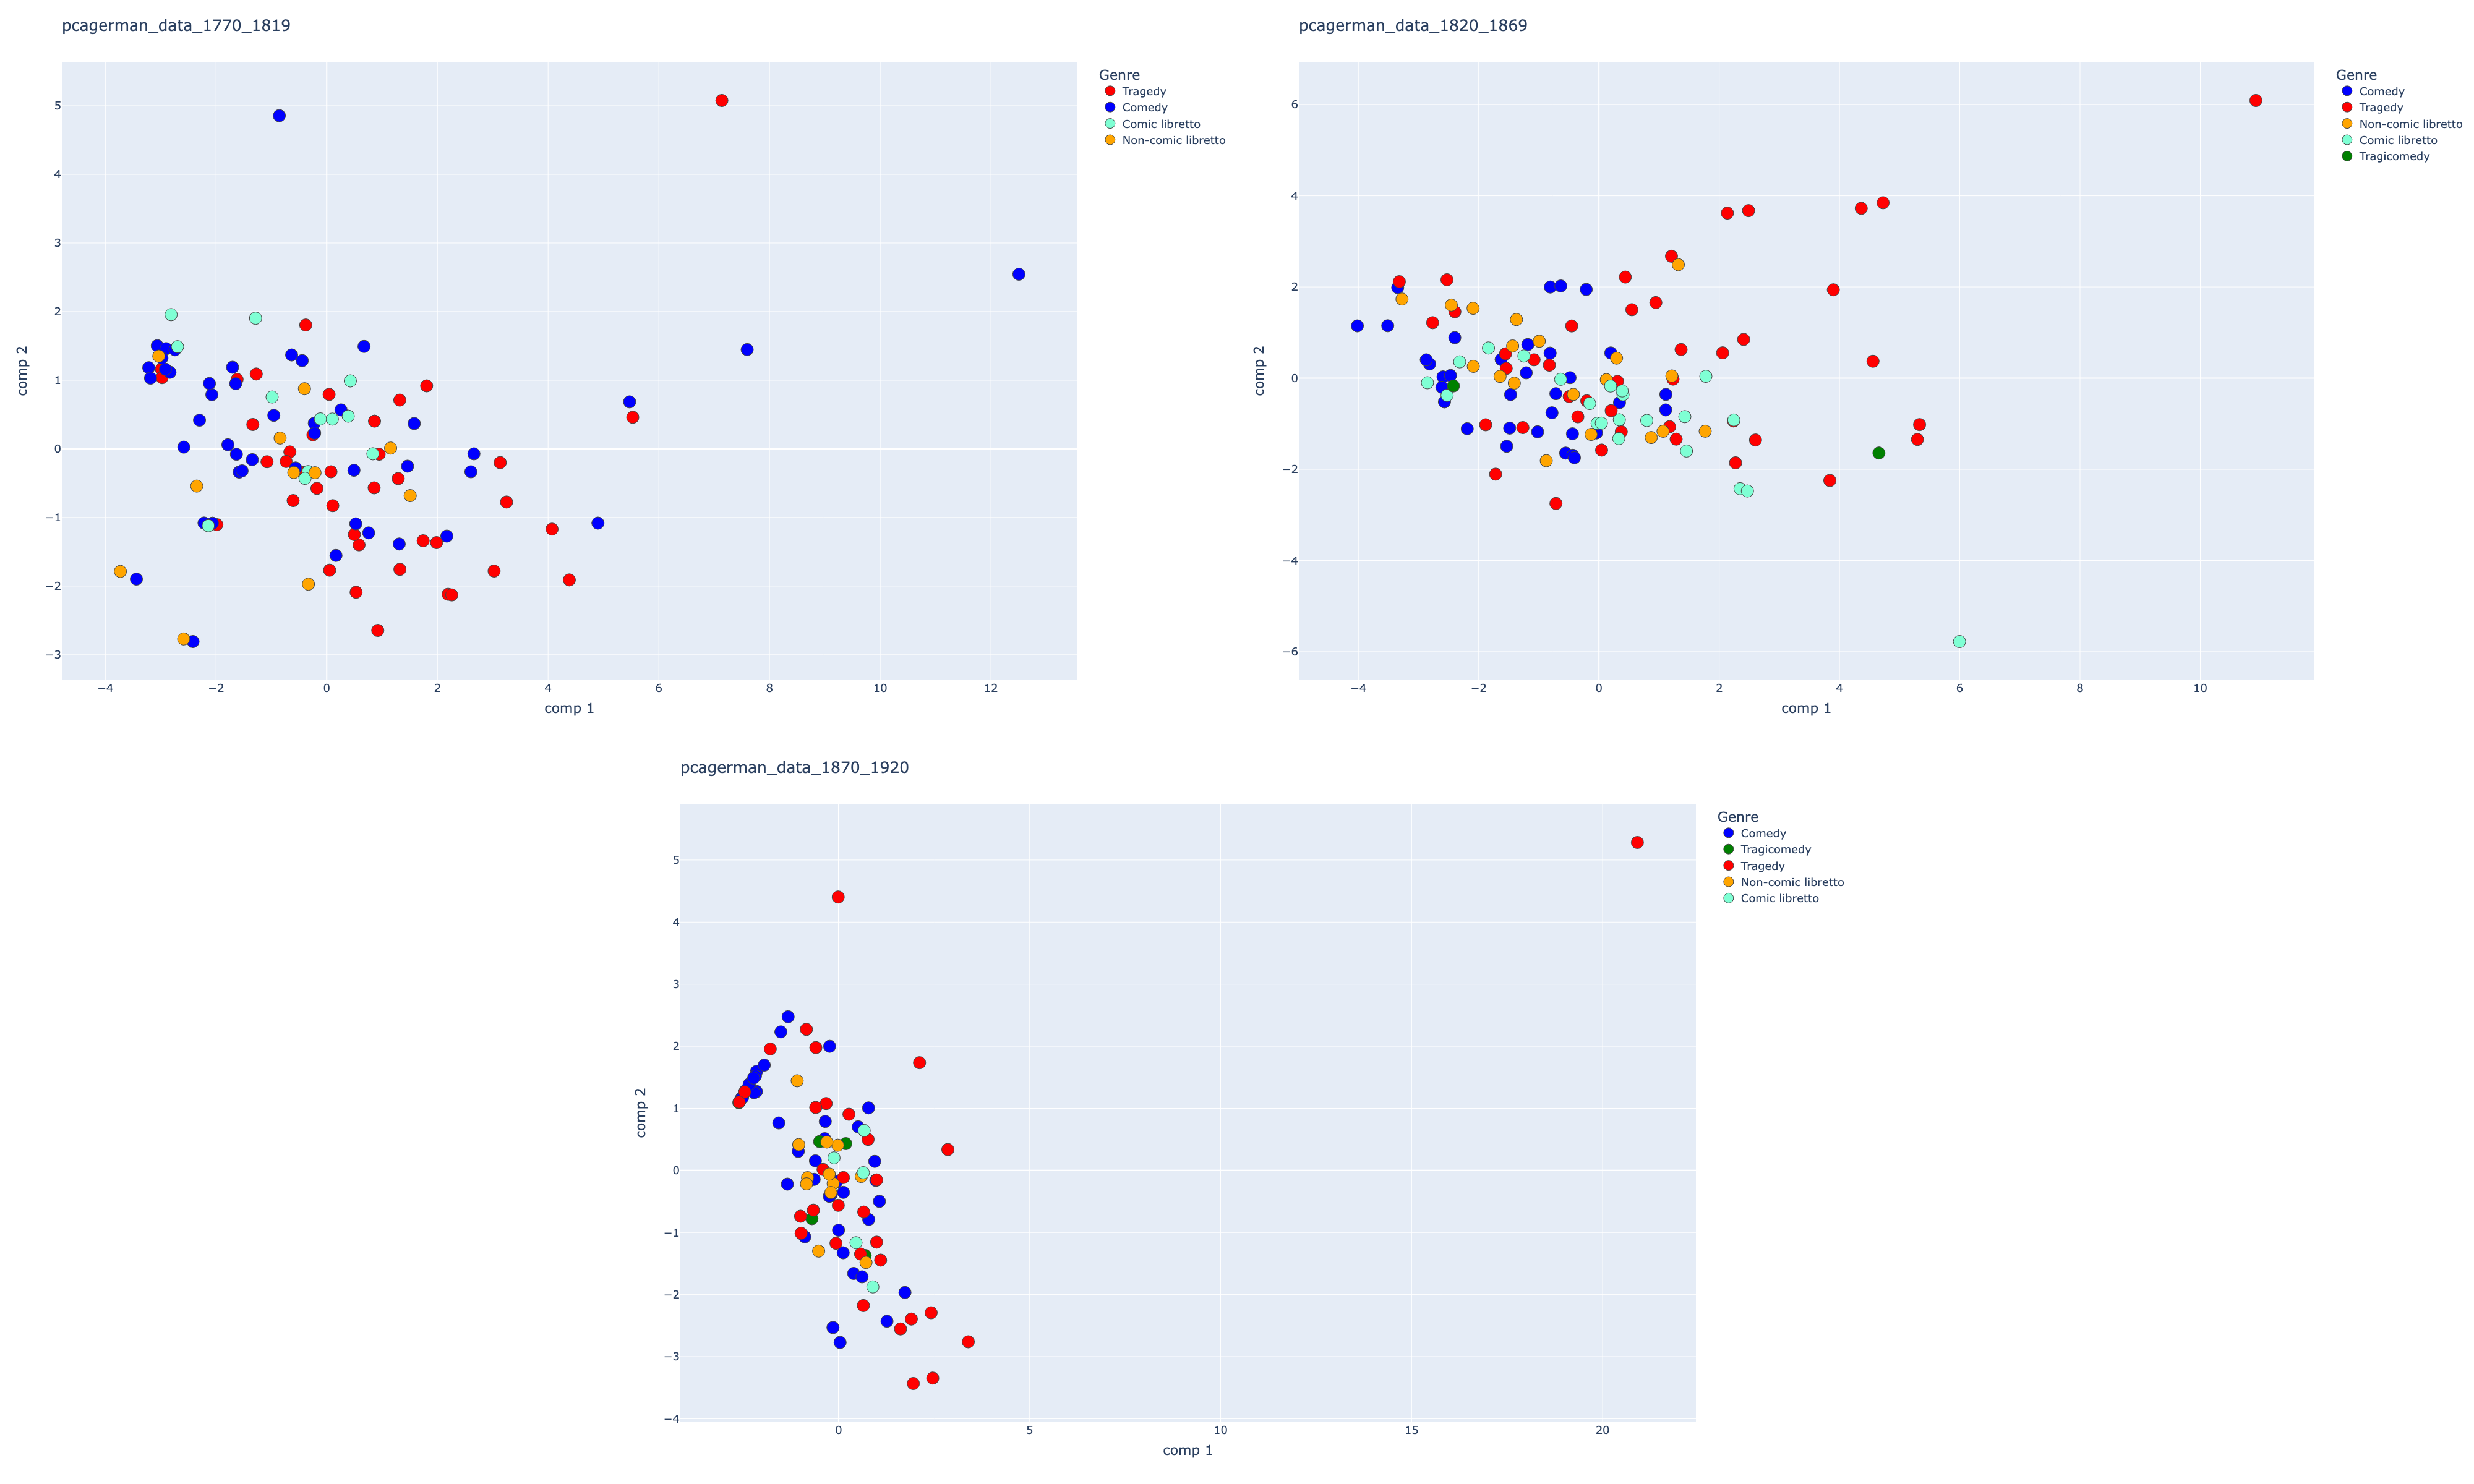 pcagerman_data_1770_1819
Genre
Tragedy
Comedy
Comic libretto
Non-comic libretto
5
4
3
2
1
0
−1
−2
−3
comp 2
−4 −2 0 2 4 6 8 10 12
comp 1
pcagerman_data_1820_1869
Genre
Comedy
Tragedy
Non-comic libretto
Comic libretto
Tragicomedy
6
4
2
0
−2
−4
−6
comp 2
−4 −2 0 2 4 6 8 10
comp 1
pcagerman_data_1870_1920
Genre
Comedy
Tragicomedy
Tragedy
Non-comic libretto
Comic libretto
5
4
3
2
1
0
−1
−2
−3
−4
comp 2
0 5 10 15 20
comp 1